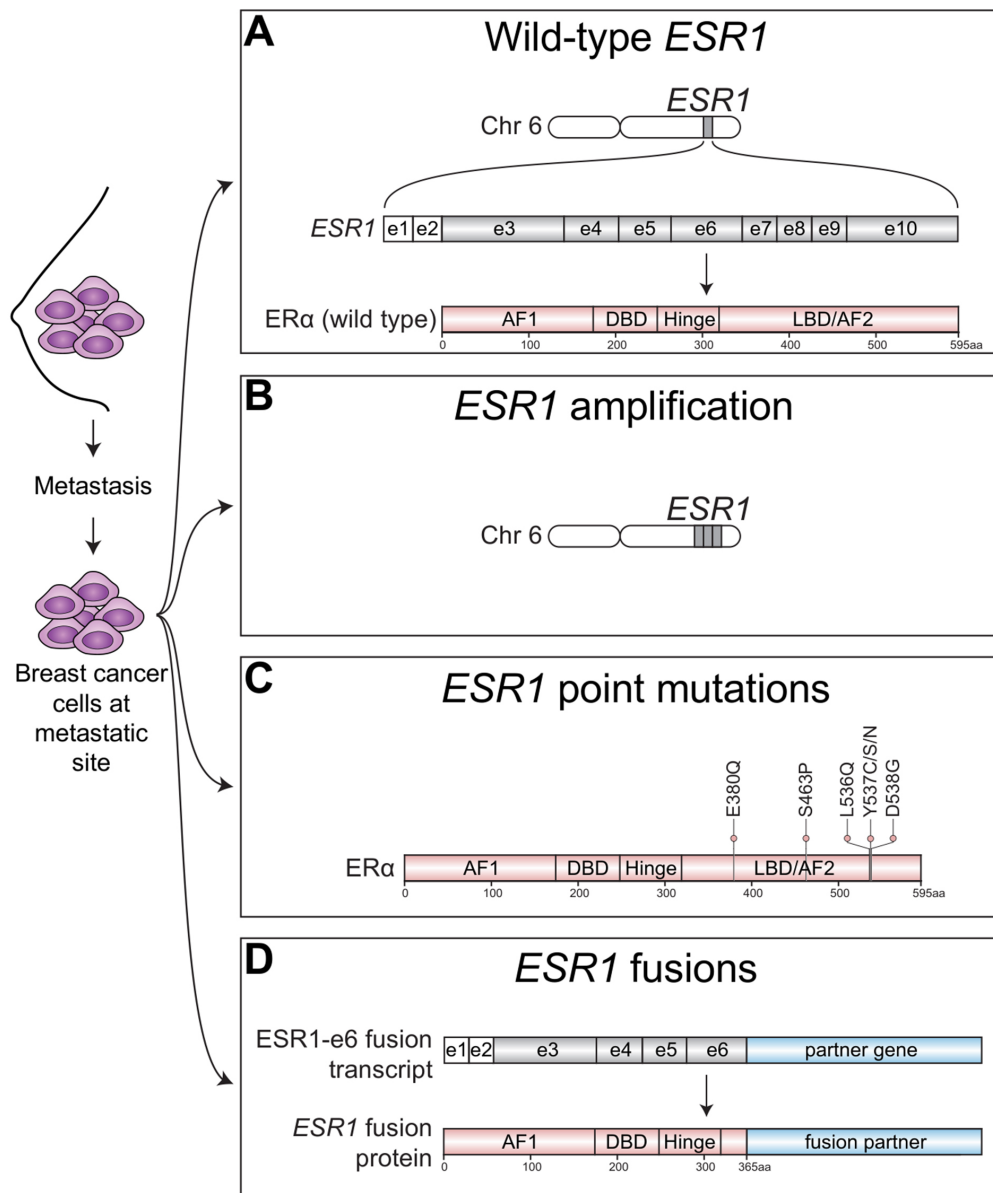 A
Wild-type ESR1
ESR1
Chr 6
ESR1 e1 e2 e3 e4 e5 e6 e7 e8 e9 e10
ERα (wild type) AF1 DBD Hinge LBD/AF2
0 100 200 300 400 500 595aa
Metastasis
Breast cancer
cells at
metastatic
site
B
ESR1 amplification
ESR1
Chr 6
C
ESR1 point mutations
E380Q
S463P
L536Q
Y537C/S/N
D538G
ERα AF1 DBD Hinge LBD/AF2
0 100 200 300 400 500 595aa
D
ESR1 fusions
ESR1-e6 fusion
transcript
e1 e2 e3 e4 e5 e6 partner gene
ESR1 fusion
protein
AF1 DBD Hinge fusion partner
0 100 200 300 365aa